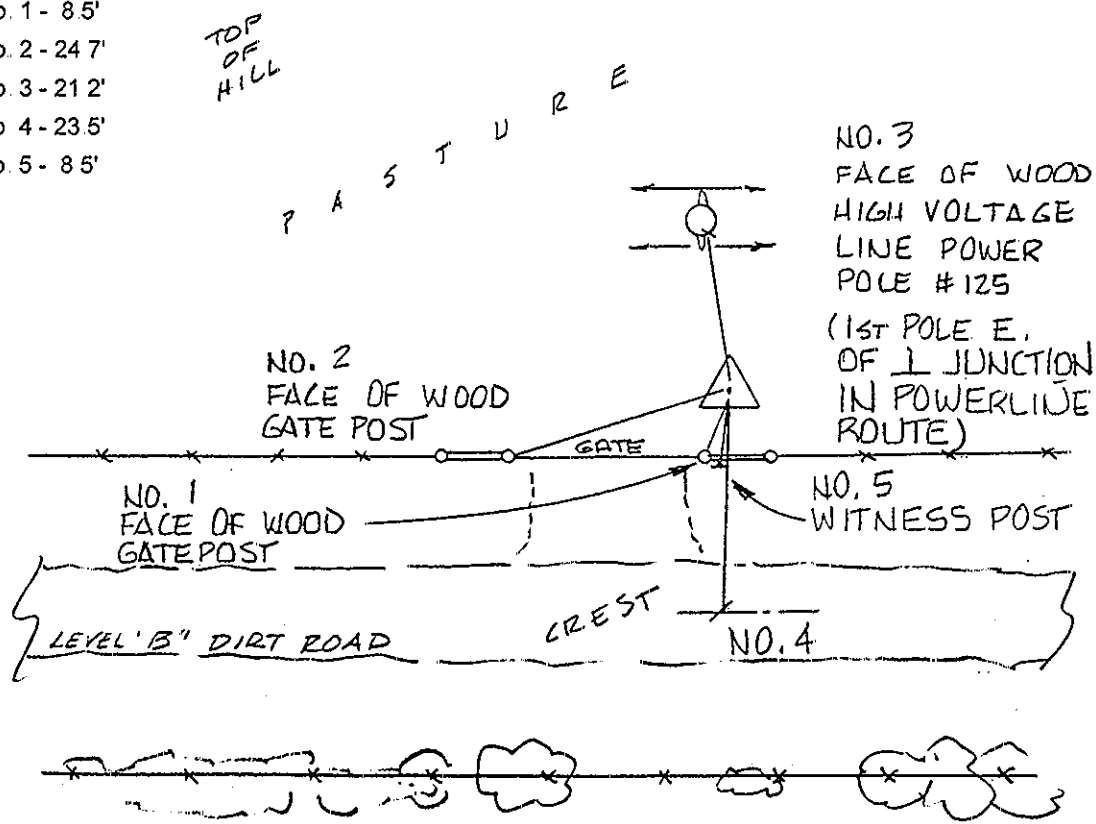 o. 1 - 8.5'
o. 2 - 24 7'
o. 3 - 21 2'
o 4 - 23.5'
o. 5 - 8 5'
TOP
OF
HILL
PASTURE
NO. 3
FACE OF WOOD
HIGH VOLTAGE
LINE POWER
POLE #125
(1ST POLE E.
OF ⊥ JUNCTION
IN POWERLINE
ROUTE)
NO. 2
FACE OF WOOD
GATE POST
GATE
NO. 1
FACE OF WOOD
GATEPOST
NO. 5
WITNESS POST
CREST
NO. 4
LEVEL "B" DIRT ROAD